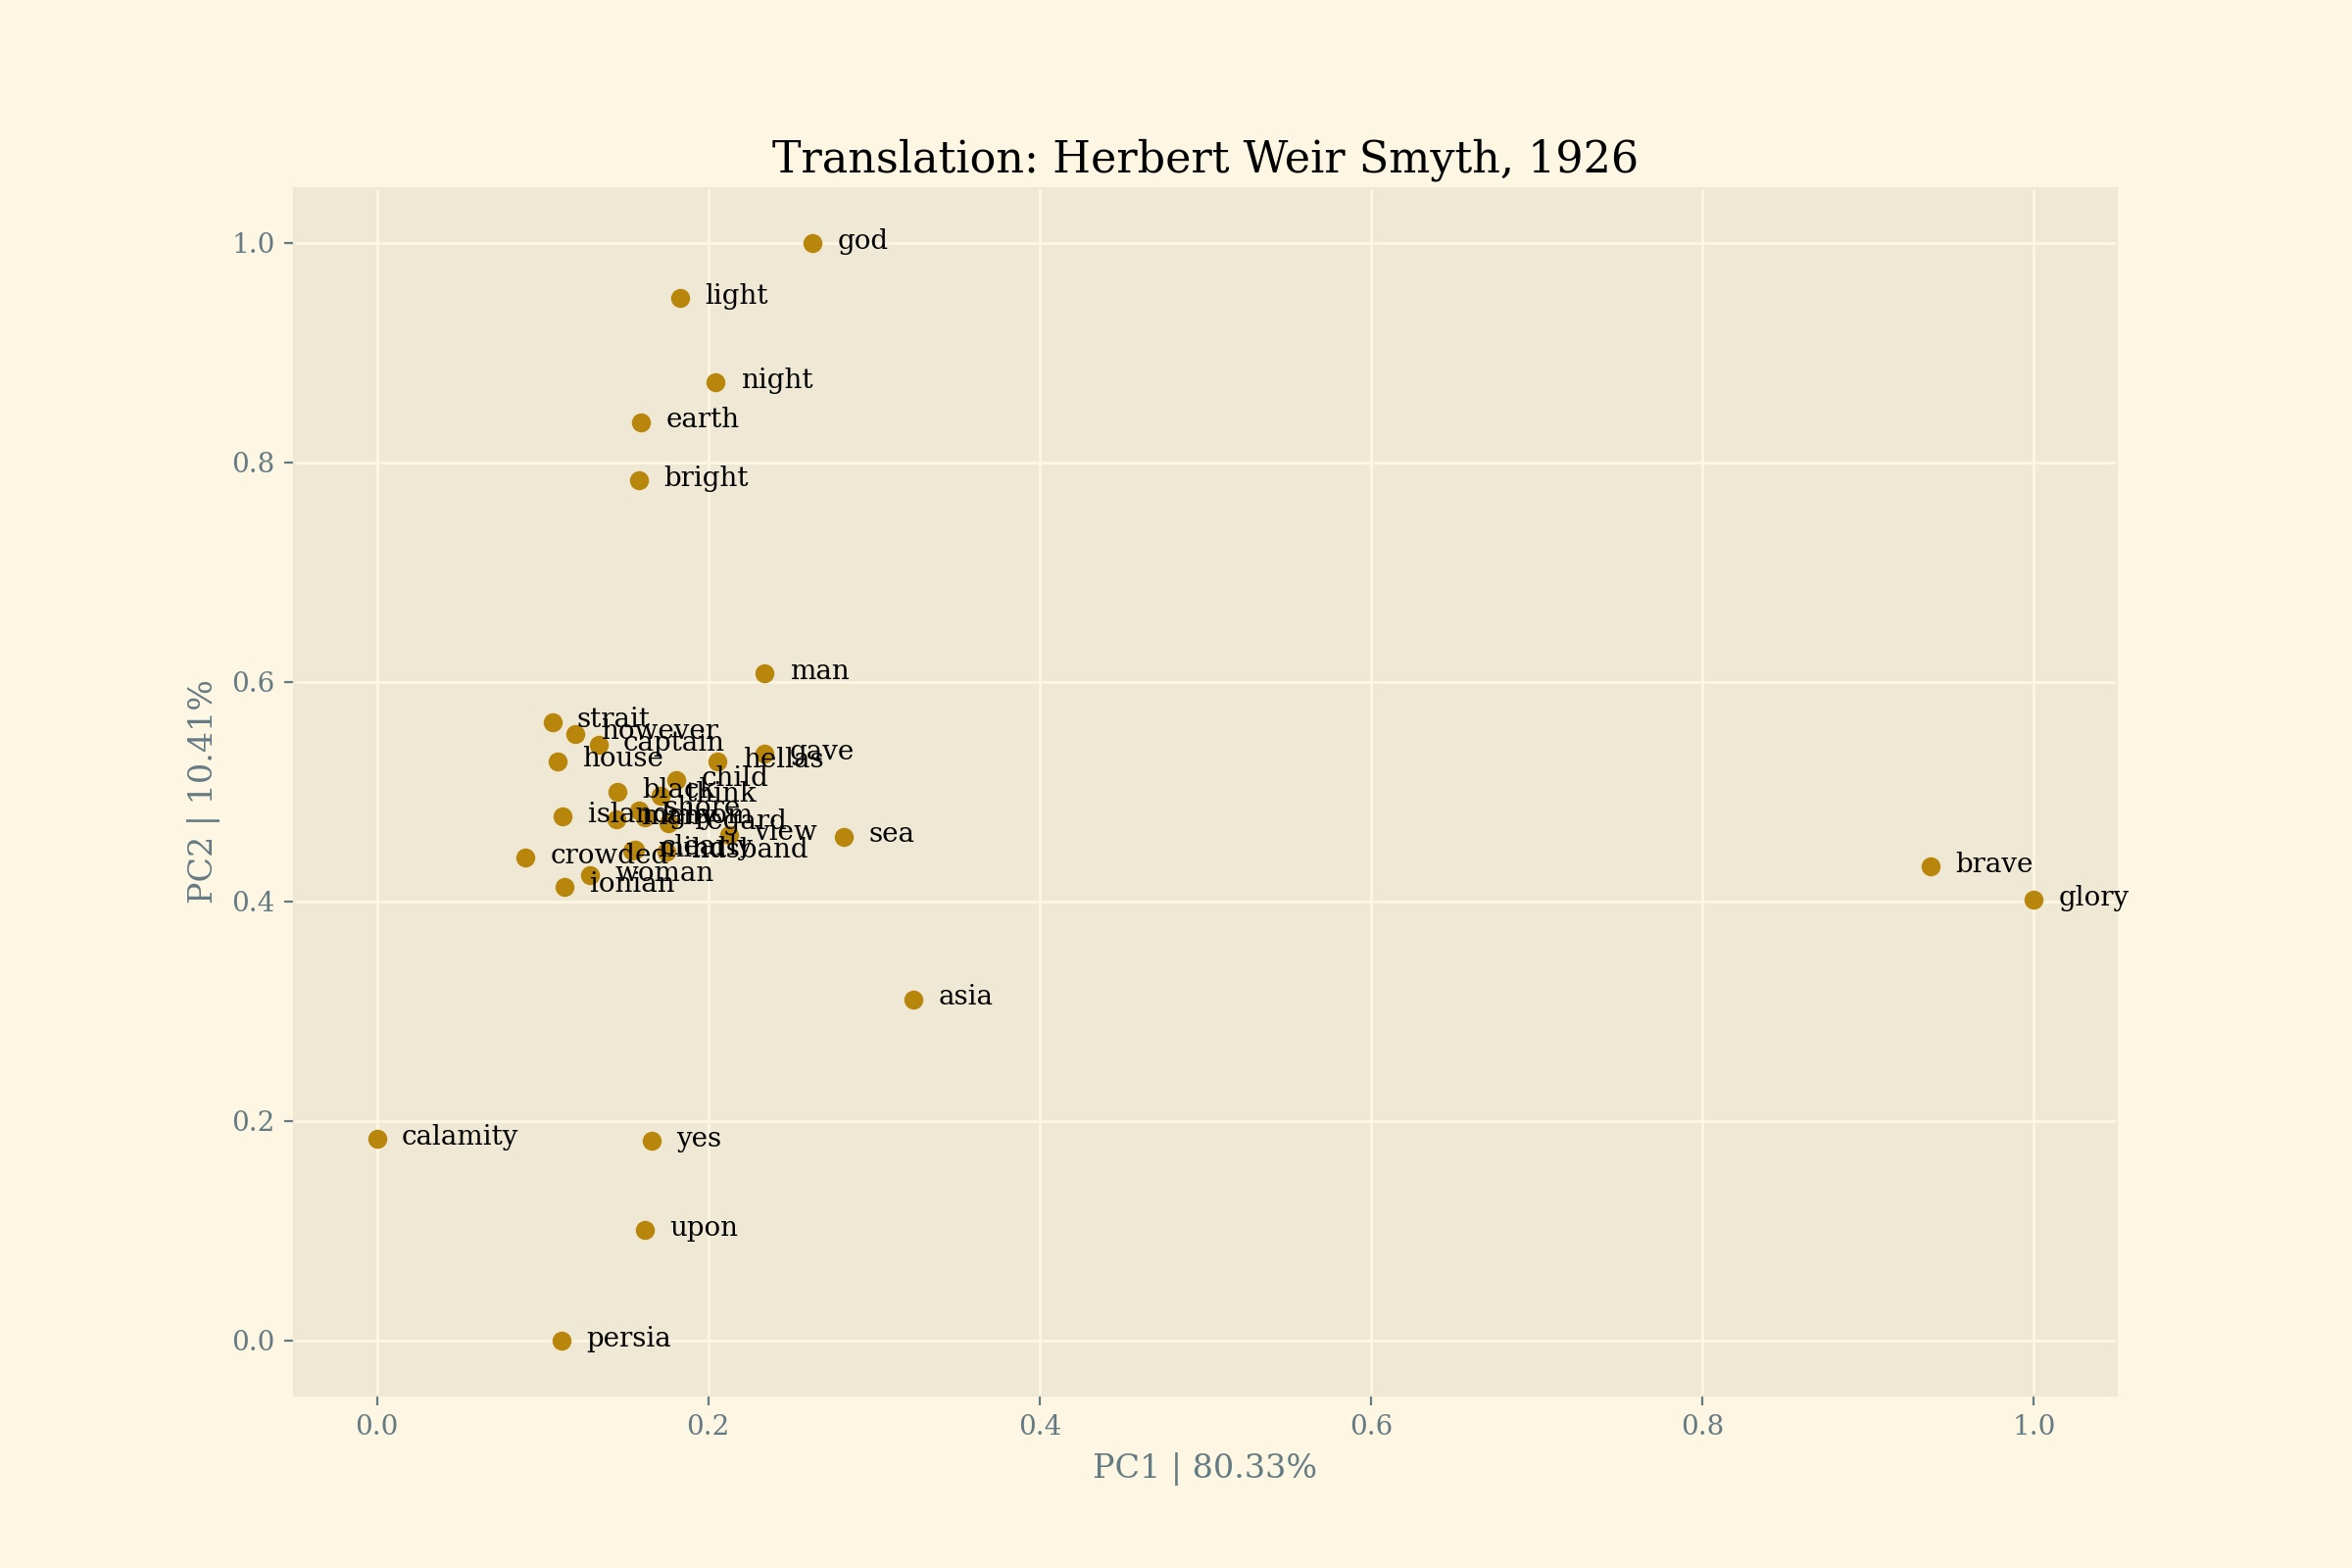 Translation: Herbert Weir Smyth, 1926
god
1.0
light
night
earth
bright
0.8
man
0.6
strait
however
captain
gave
house
hellas
child
black
think
shore
island
regard
view
sea
clearly
husband
crowded
woman
ionian
brave
glory
0.4
asia
calamity
yes
0.2
upon
persia
0.0
PC2 | 10.41%
0.0 0.2 0.4 0.6 0.8 1.0
PC1 | 80.33%